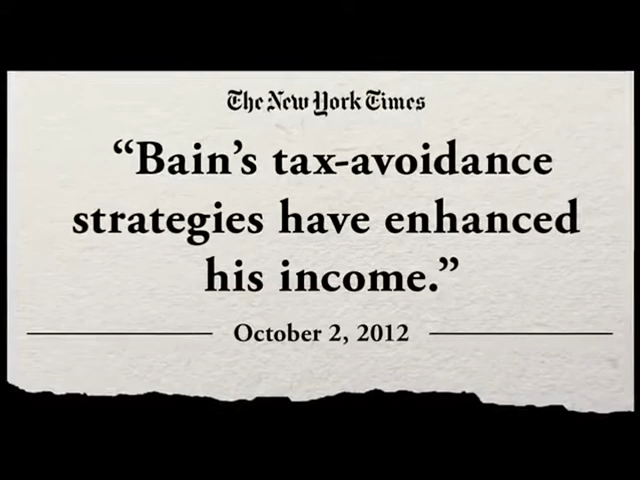 The New York Times
“Bain’s tax-avoidance
strategies have enhanced
his income.”
October 2, 2012